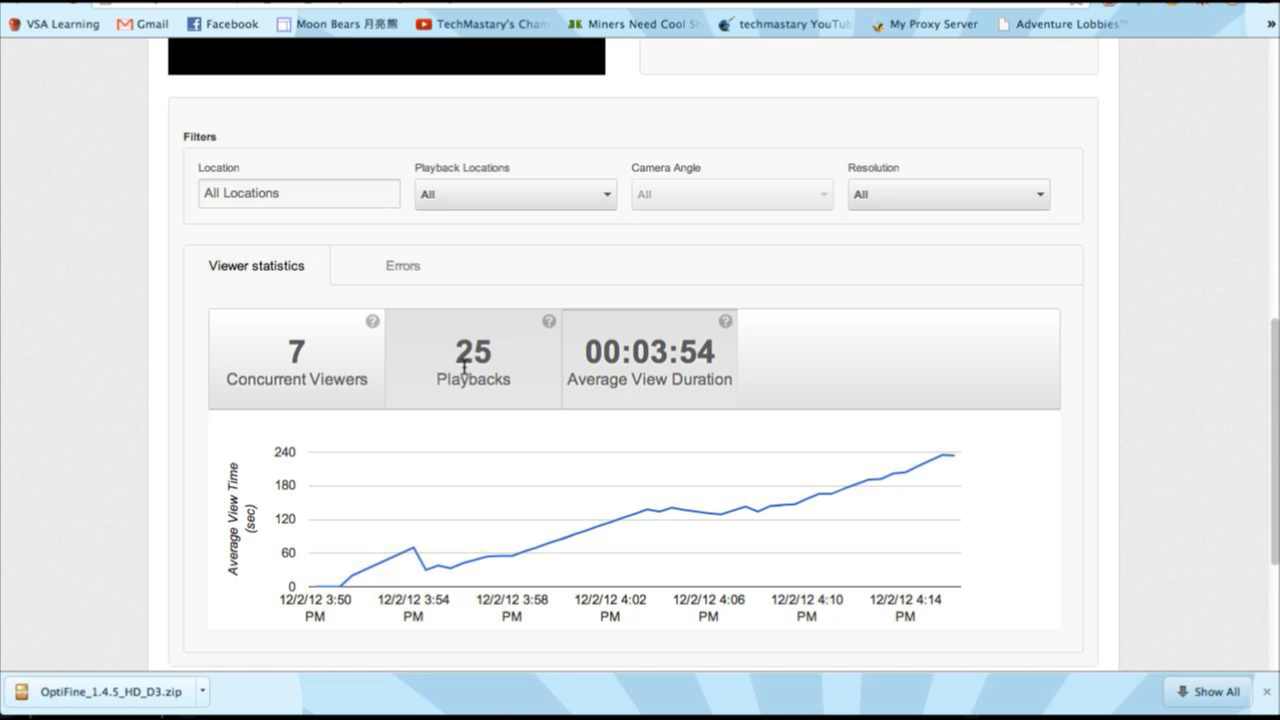 VSA Learning Gmail Facebook Moon Bears 月亮熊 TechMastary's Chan Miners Need Cool techmastary YouTub My Proxy Server Adventure Lobbies™ »
Filters
Location Playback Locations Camera Angle Resolution
All Locations All All All
Viewer statistics Errors
? ? ?
7 25 00:03:54
Concurrent Viewers Playbacks Average View Duration
Average View Time
(sec)
240
180
120
60
0
12/2/12 3:50 12/2/12 3:54 12/2/12 3:58 12/2/12 4:02 12/2/12 4:06 12/2/12 4:10 12/2/12 4:14
PM PM PM PM PM PM PM
OptiFine_1.4.5_HD_D3.zip Show All